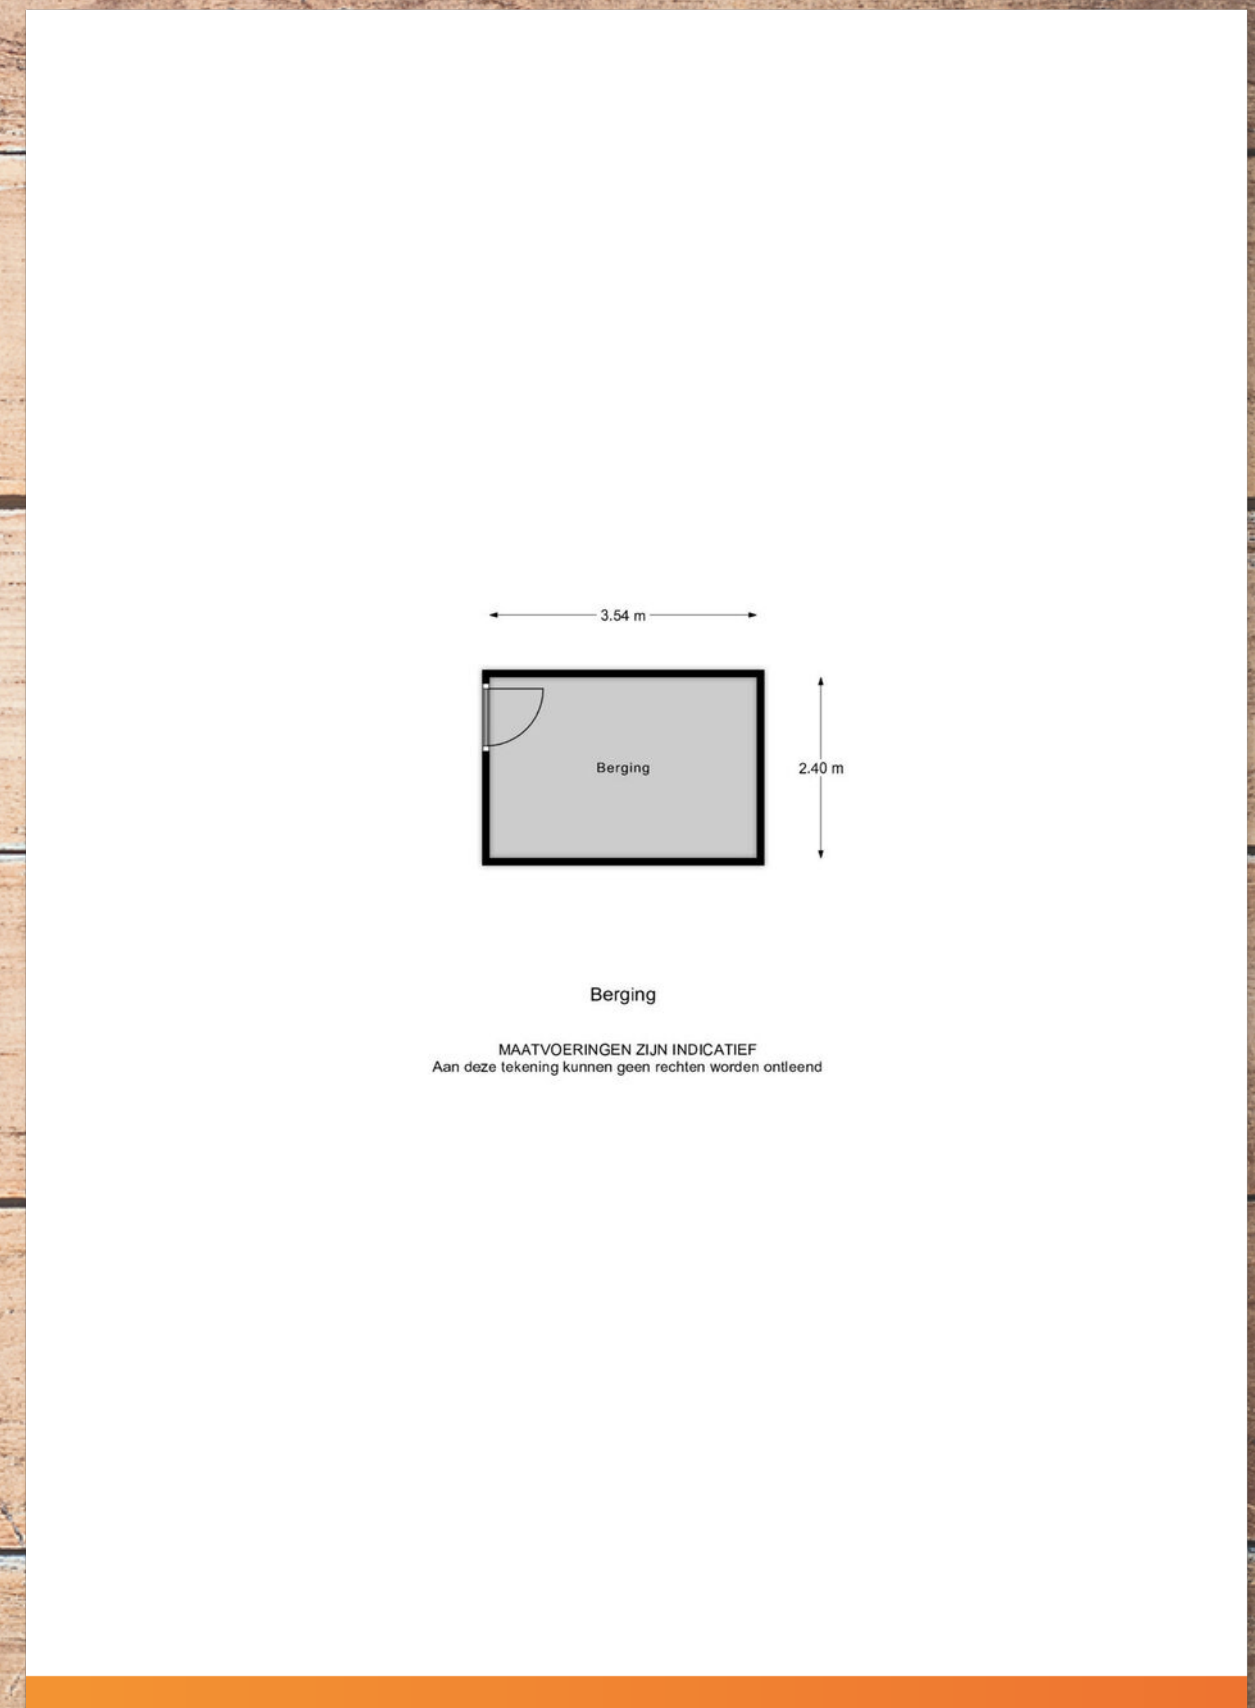 3.54 m
Berging
2.40 m
Berging
MAATVOERINGEN ZIJN INDICATIEF
Aan deze tekening kunnen geen rechten worden ontleend